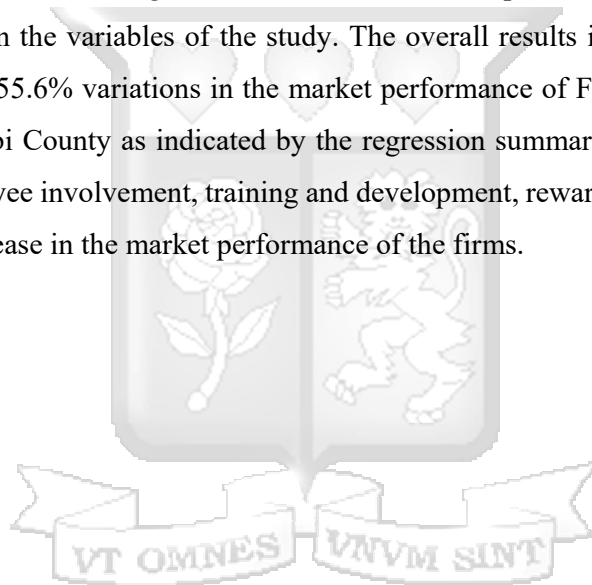 n the variables of the study. The overall results i
55.6% variations in the market performance of F
bi County as indicated by the regression summar
yee involvement, training and development, rewar
ease in the market performance of the firms.
VT OMNES VNVM SINT